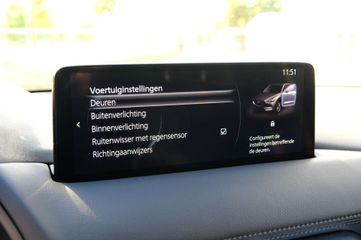 11:51
Voertuiginstellingen
Deuren
Buitenverlichting
Binnenverlichting
Ruitenwisser met regensensor
Richtingaanwijzers
Configureert de
Instellingen betreffende
de deuren.